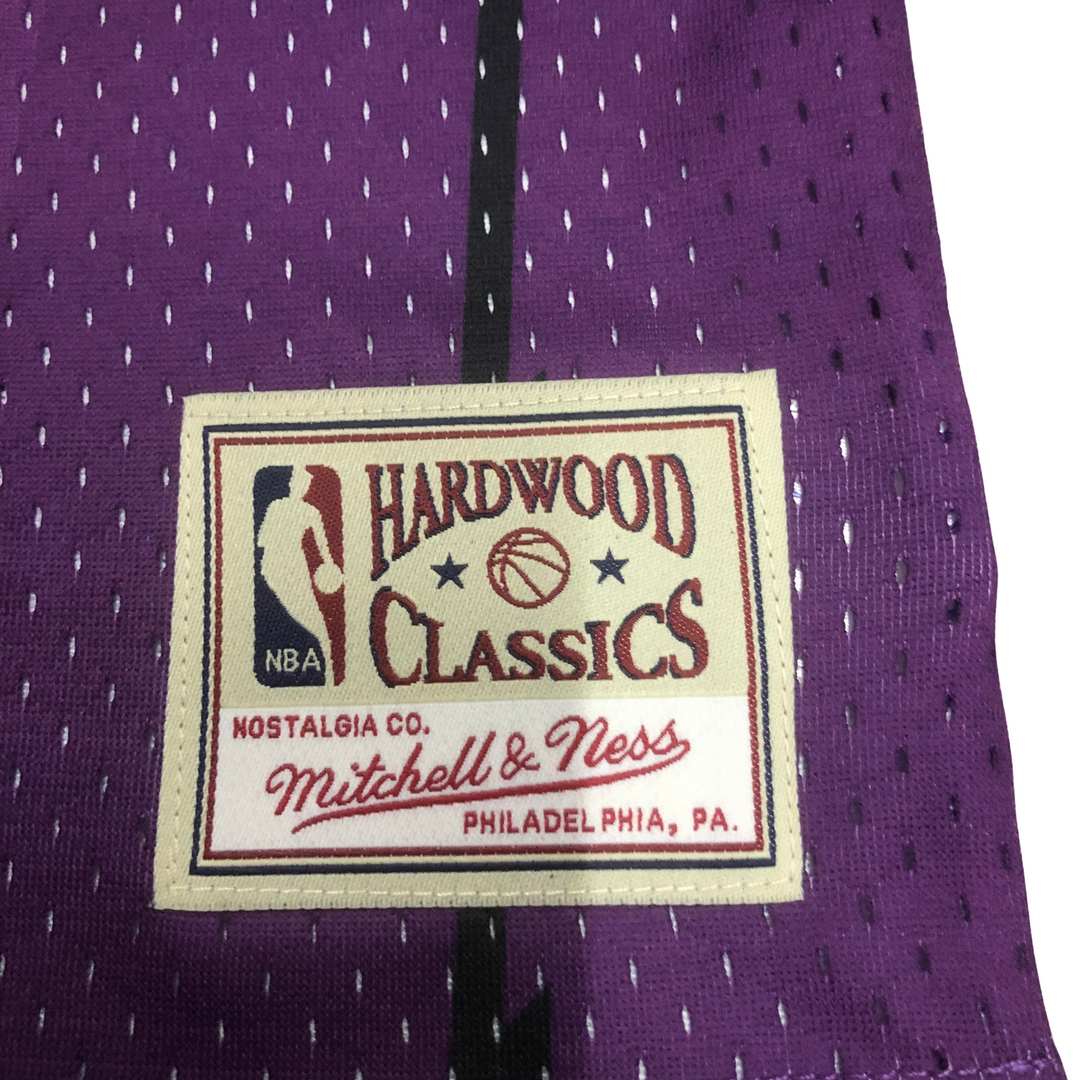 HARDWOOD
CLASSICS
NBA
NOSTALGIA CO.
Mitchell & Ness
PHILADELPHIA, PA.